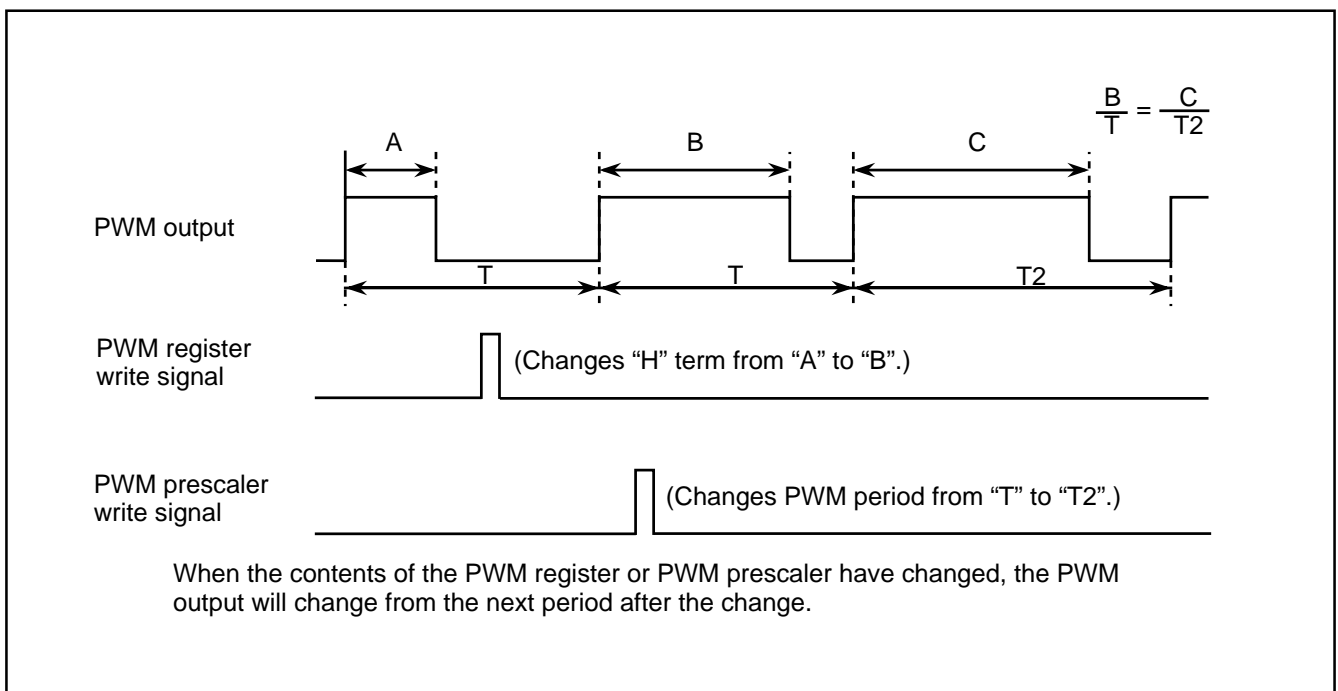 B/T = C/T2
A
B
C
PWM output
T
T
T2
PWM register
write signal
(Changes “H” term from “A” to “B”.)
PWM prescaler
write signal
(Changes PWM period from “T” to “T2”.)
When the contents of the PWM register or PWM prescaler have changed, the PWM
output will change from the next period after the change.